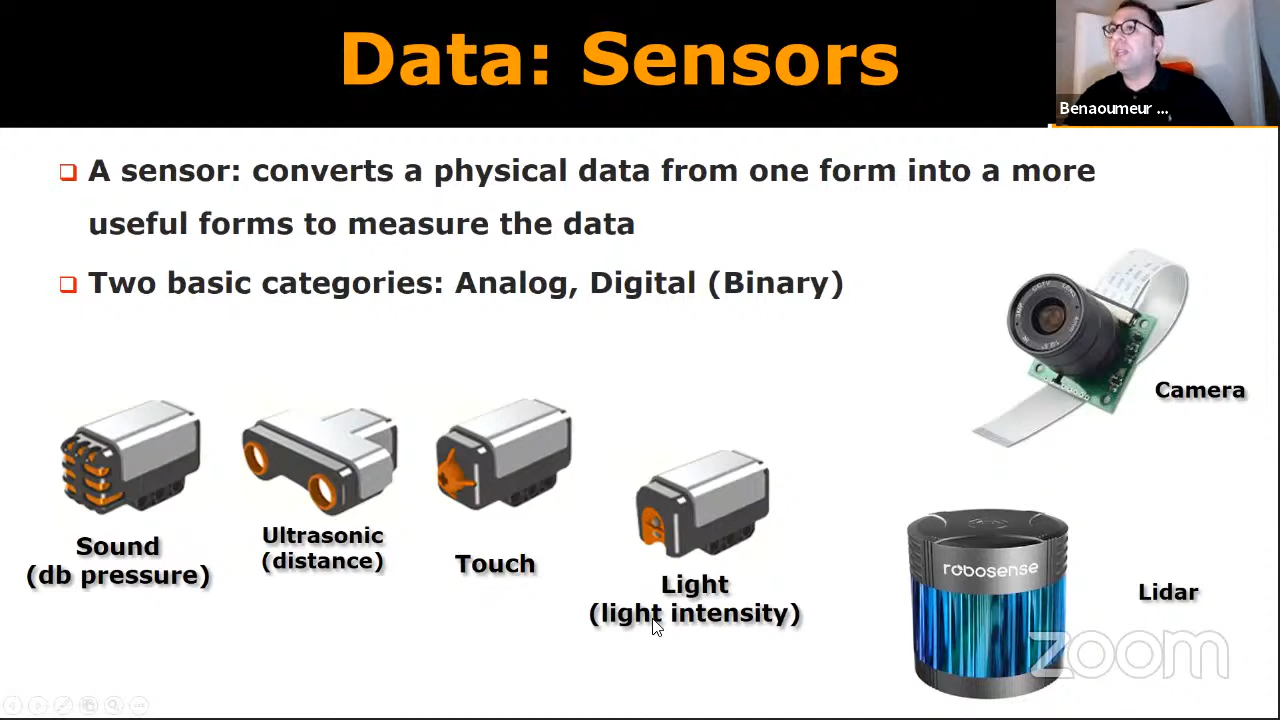 Data: Sensors
Benaoumeur ...
A sensor: converts a physical data from one form into a more
useful forms to measure the data
Two basic categories: Analog, Digital (Binary)
Camera
Sound
(db pressure)
Ultrasonic
(distance)
Touch
Light
(light intensity)
robosense
Lidar
zoom